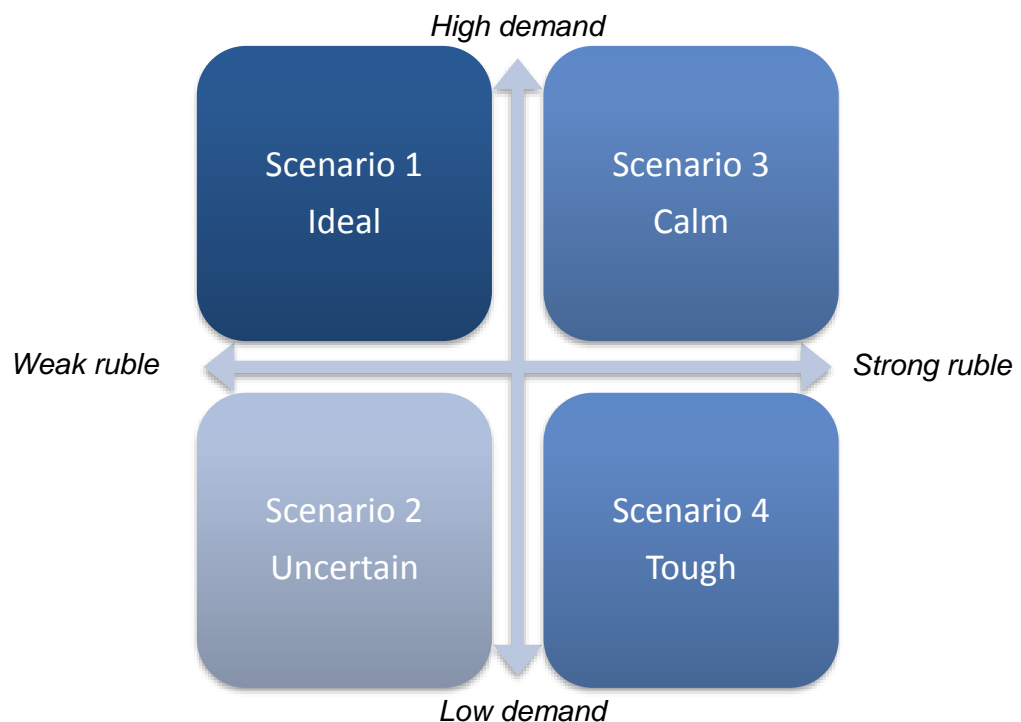 High demand
Scenario 1
Ideal
Scenario 3
Calm
Weak ruble
Strong ruble
Scenario 2
Uncertain
Scenario 4
Tough
Low demand